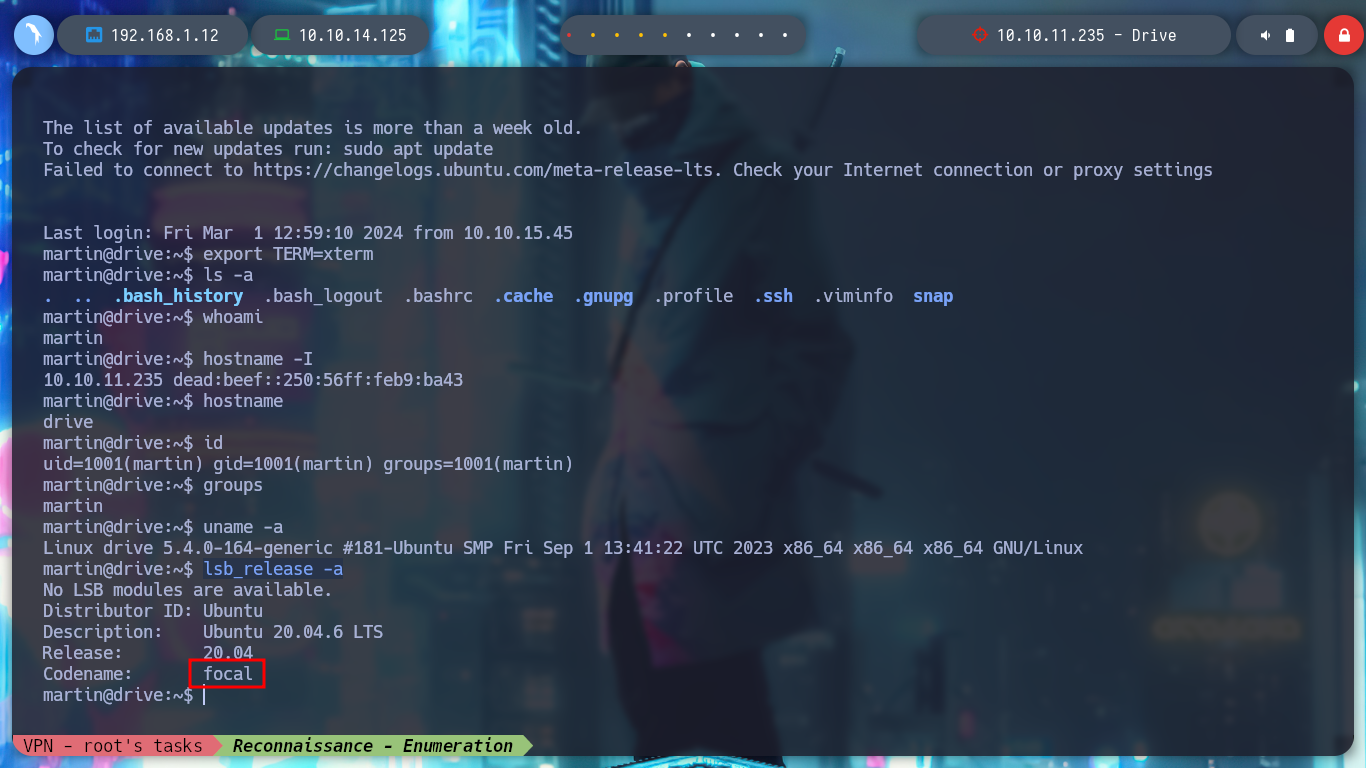 192.168.1.12
10.10.14.125
10.10.11.235 - Drive
The list of available updates is more than a week old.
To check for new updates run: sudo apt update
Failed to connect to https://changelogs.ubuntu.com/meta-release-lts. Check your Internet connection or proxy settings
Last login: Fri Mar  1 12:59:10 2024 from 10.10.15.45
martin@drive:~$ export TERM=xterm
martin@drive:~$ ls -a
.  ..  .bash_history  .bash_logout  .bashrc  .cache  .gnupg  .profile  .ssh  .viminfo  snap
martin@drive:~$ whoami
martin
martin@drive:~$ hostname -I
10.10.11.235 dead:beef::250:56ff:feb9:ba43
martin@drive:~$ hostname
drive
martin@drive:~$ id
uid=1001(martin) gid=1001(martin) groups=1001(martin)
martin@drive:~$ groups
martin
martin@drive:~$ uname -a
Linux drive 5.4.0-164-generic #181-Ubuntu SMP Fri Sep 1 13:41:22 UTC 2023 x86_64 x86_64 x86_64 GNU/Linux
martin@drive:~$ lsb_release -a
No LSB modules are available.
Distributor ID: Ubuntu
Description:    Ubuntu 20.04.6 LTS
Release:        20.04
Codename:       focal
martin@drive:~$
VPN - root's tasks
Reconnaissance - Enumeration